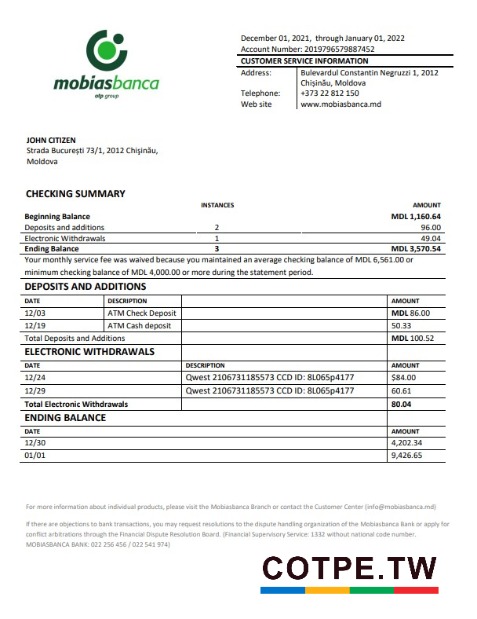 mobiasbanca
otp group
December 01, 2021, through January 01, 2022
Account Number: 2019796579887452
CUSTOMER SERVICE INFORMATION
Address: Bulevardul Constantin Negruzzi 1, 2012
Chișinău, Moldova
Telephone: +373 22 812 150
Web site www.mobiasbanca.md
JOHN CITIZEN
Strada București 73/1, 2012 Chișinău,
Moldova
CHECKING SUMMARY
INSTANCES AMOUNT
Beginning Balance MDL 1,160.64
Deposits and additions 2 96.00
Electronic Withdrawals 1 49.04
Ending Balance 3 MDL 3,570.54
Your monthly service fee was waived because you maintained an average checking balance of MDL 6,561.00 or
minimum checking balance of MDL 4,000.00 or more during the statement period.
DEPOSITS AND ADDITIONS
DATE DESCRIPTION AMOUNT
12/03 ATM Check Deposit MDL 86.00
12/19 ATM Cash deposit 50.33
Total Deposits and Additions MDL 100.52
ELECTRONIC WITHDRAWALS
DATE DESCRIPTION AMOUNT
12/24 Qwest 2106731185573 CCD ID: 8L065p4177 $84.00
12/29 Qwest 2106731185573 CCD ID: 8L065p4177 60.61
Total Electronic Withdrawals 80.04
ENDING BALANCE
DATE AMOUNT
12/30 4,202.34
01/01 9,426.65
For more information about individual products, please visit the Mobiasbanca Branch or contact the Customer Center (info@mobiasbanca.md)
If there are objections to bank transactions, you may request resolutions to the dispute handling organization of the Mobiasbanca Bank or apply for
conflict arbitrations through the Financial Dispute Resolution Board. (Financial Supervisory Service: 1332 without national code number.
MOBIASBANCA BANK: 022 256 456 / 022 541 974)
COTPE.TW